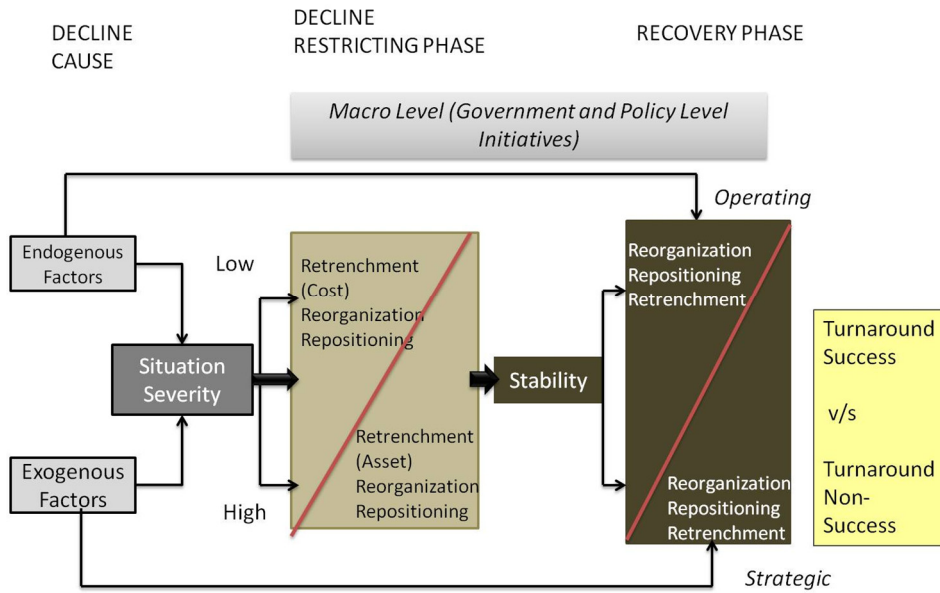 DECLINE
CAUSE
DECLINE
RESTRICTING PHASE
RECOVERY PHASE
Macro Level (Government and Policy Level
Initiatives)
Operating
Endogenous
Factors
Low
Retrenchment
(Cost)
Reorganization
Repositioning
Reorganization
Repositioning
Retrenchment
Situation
Severity
Stability
Turnaround
Success
v/s
Turnaround
Non-
Success
Exogenous
Factors
High
Retrenchment
(Asset)
Reorganization
Repositioning
Reorganization
Repositioning
Retrenchment
Strategic